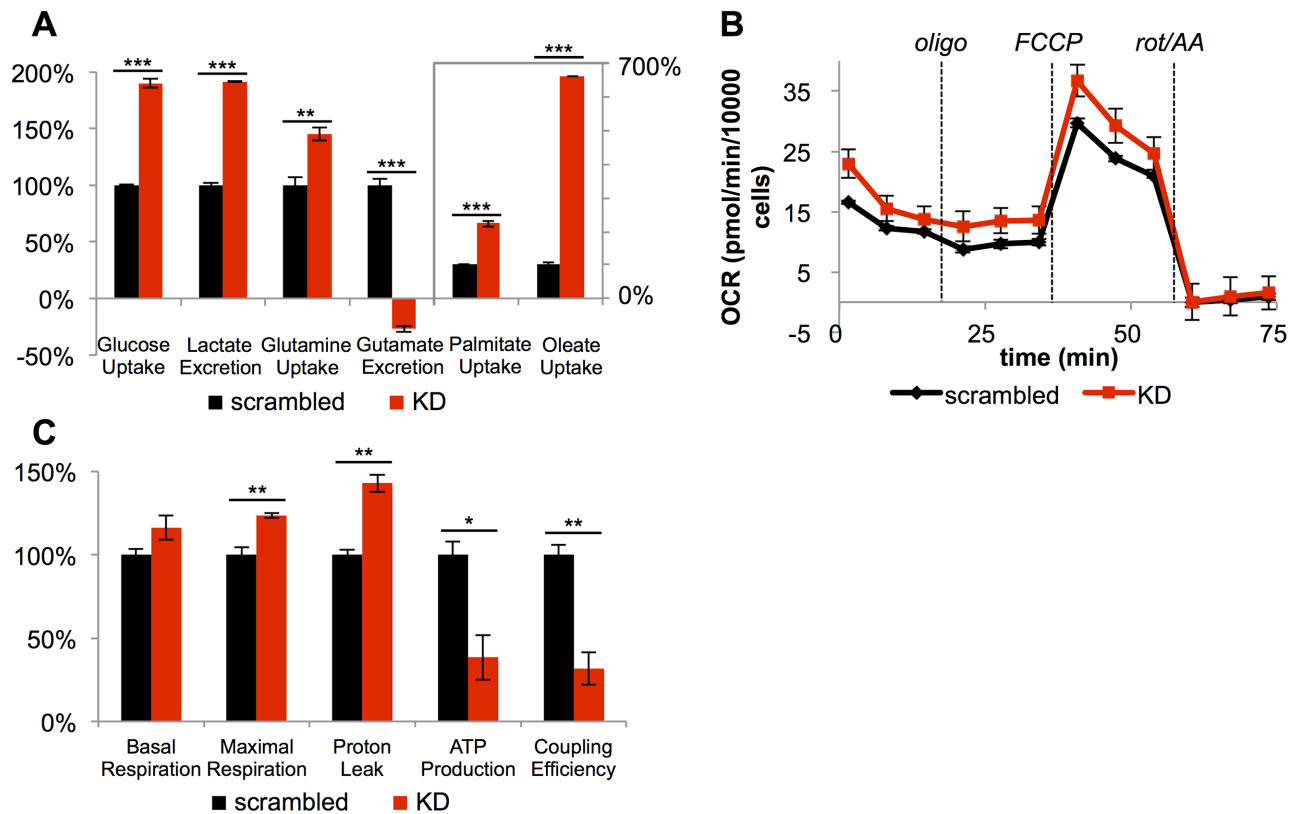 A
***
***
**
***
***
***
200%
150%
100%
50%
0%
-50%
700%
0%
Glucose Uptake
Lactate Excretion
Glutamine Uptake
Gutamate Excretion
Palmitate Uptake
Oleate Uptake
scrambled
KD
B
oligo
FCCP
rot/AA
OCR (pmol/min/10000
cells)
35
25
15
5
-5
0
25
50
75
time (min)
scrambled
KD
C
**
**
*
**
150%
100%
50%
0%
Basal
Respiration
Maximal
Respiration
Proton
Leak
ATP
Production
Coupling
Efficiency
scrambled
KD